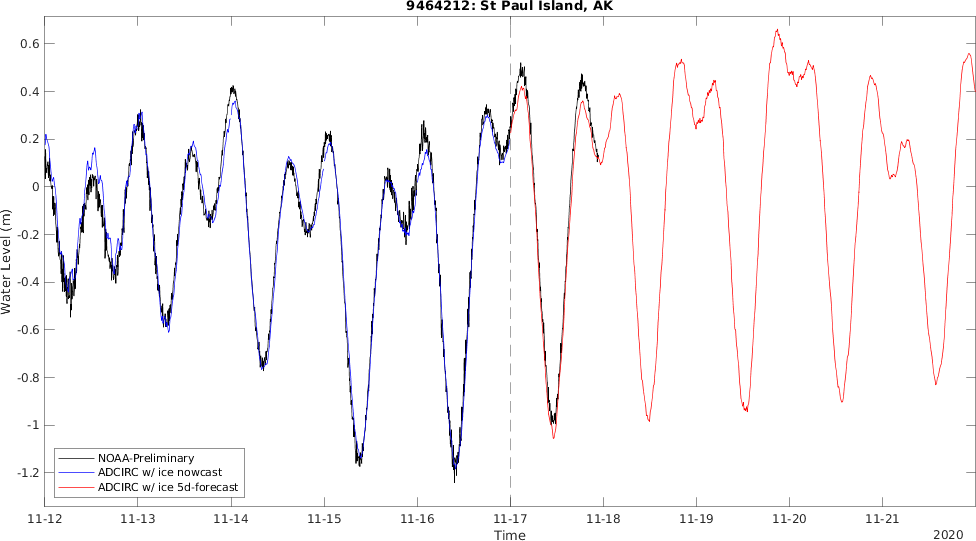 9464212: St Paul Island, AK
0.6
0.4
0.2
0
-0.2
-0.4
-0.6
-0.8
-1
-1.2
Water Level (m)
NOAA-Preliminary
ADCIRC w/ ice nowcast
ADCIRC w/ ice 5d-forecast
11-12 11-13 11-14 11-15 11-16 11-17 11-18 11-19 11-20 11-21
Time
2020